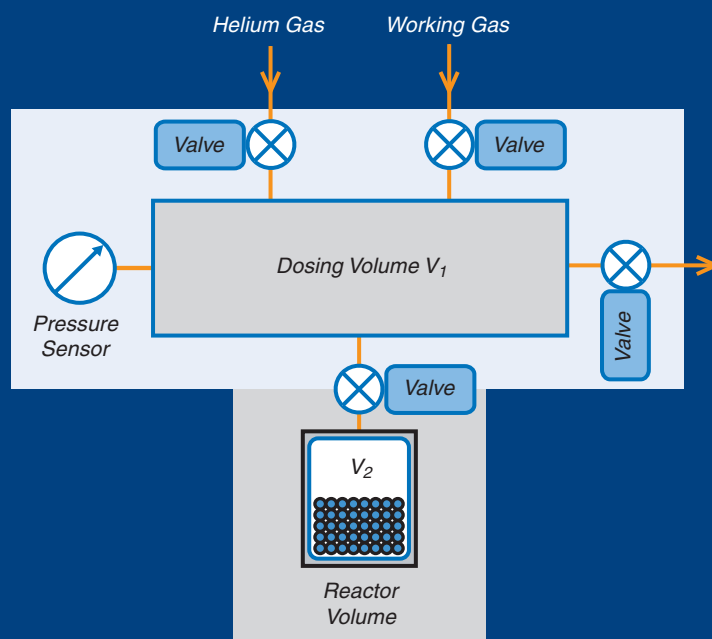 Helium Gas
Working Gas
Valve
Valve
Dosing Volume V₁
Pressure
Sensor
Valve
Valve
V₂
Reactor
Volume